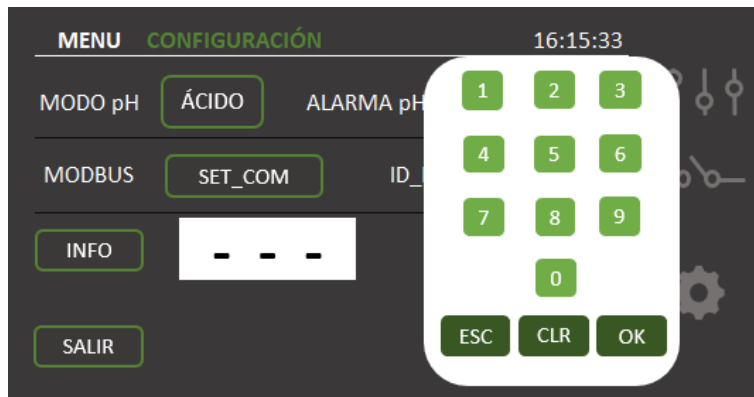 MENU CONFIGURACIÓN 16:15:33
MODO pH ÁCIDO ALARMA pH
MODBUS SET_COM ID_
INFO - - -
SALIR
1 2 3
4 5 6
7 8 9
0
ESC CLR OK